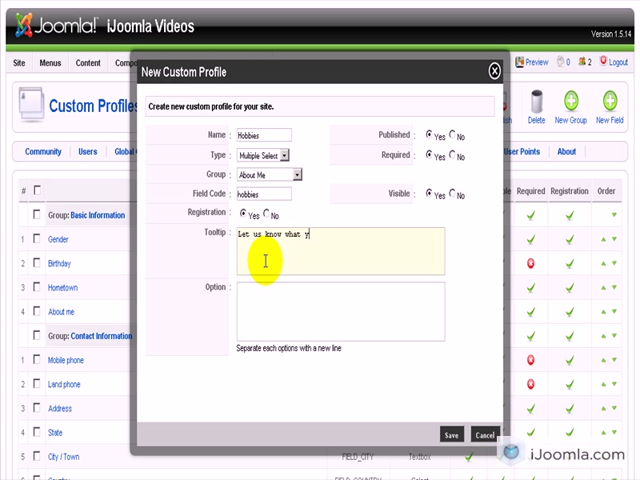 Joomla! iJoomla Videos
Version 1.5.14
Site Menus Content Compo
Preview 0 2 Logout
New Custom Profile
Create new custom profile for your site.
Custom Profiles
Delete New Group New Field
Name : Hobbies
Published : Yes No
Type : Multiple Select
Required : Yes No
Group : About Me
Field Code : hobbies
Visible : Yes No
Registration : Yes No
Tooltip : Let us know what y
Option :
Separate each options with a new line
Save Cancel
Community Users Global
User Points About
# Required Registration Order
Group: Basic Information
1 Gender
2 Birthday
3 Hometown
4 About me
Group: Contact Information
1 Mobile phone
2 Land phone
3 Address
4 State
5 City / Town FIELD_CITY Textbox
iJoomla.com